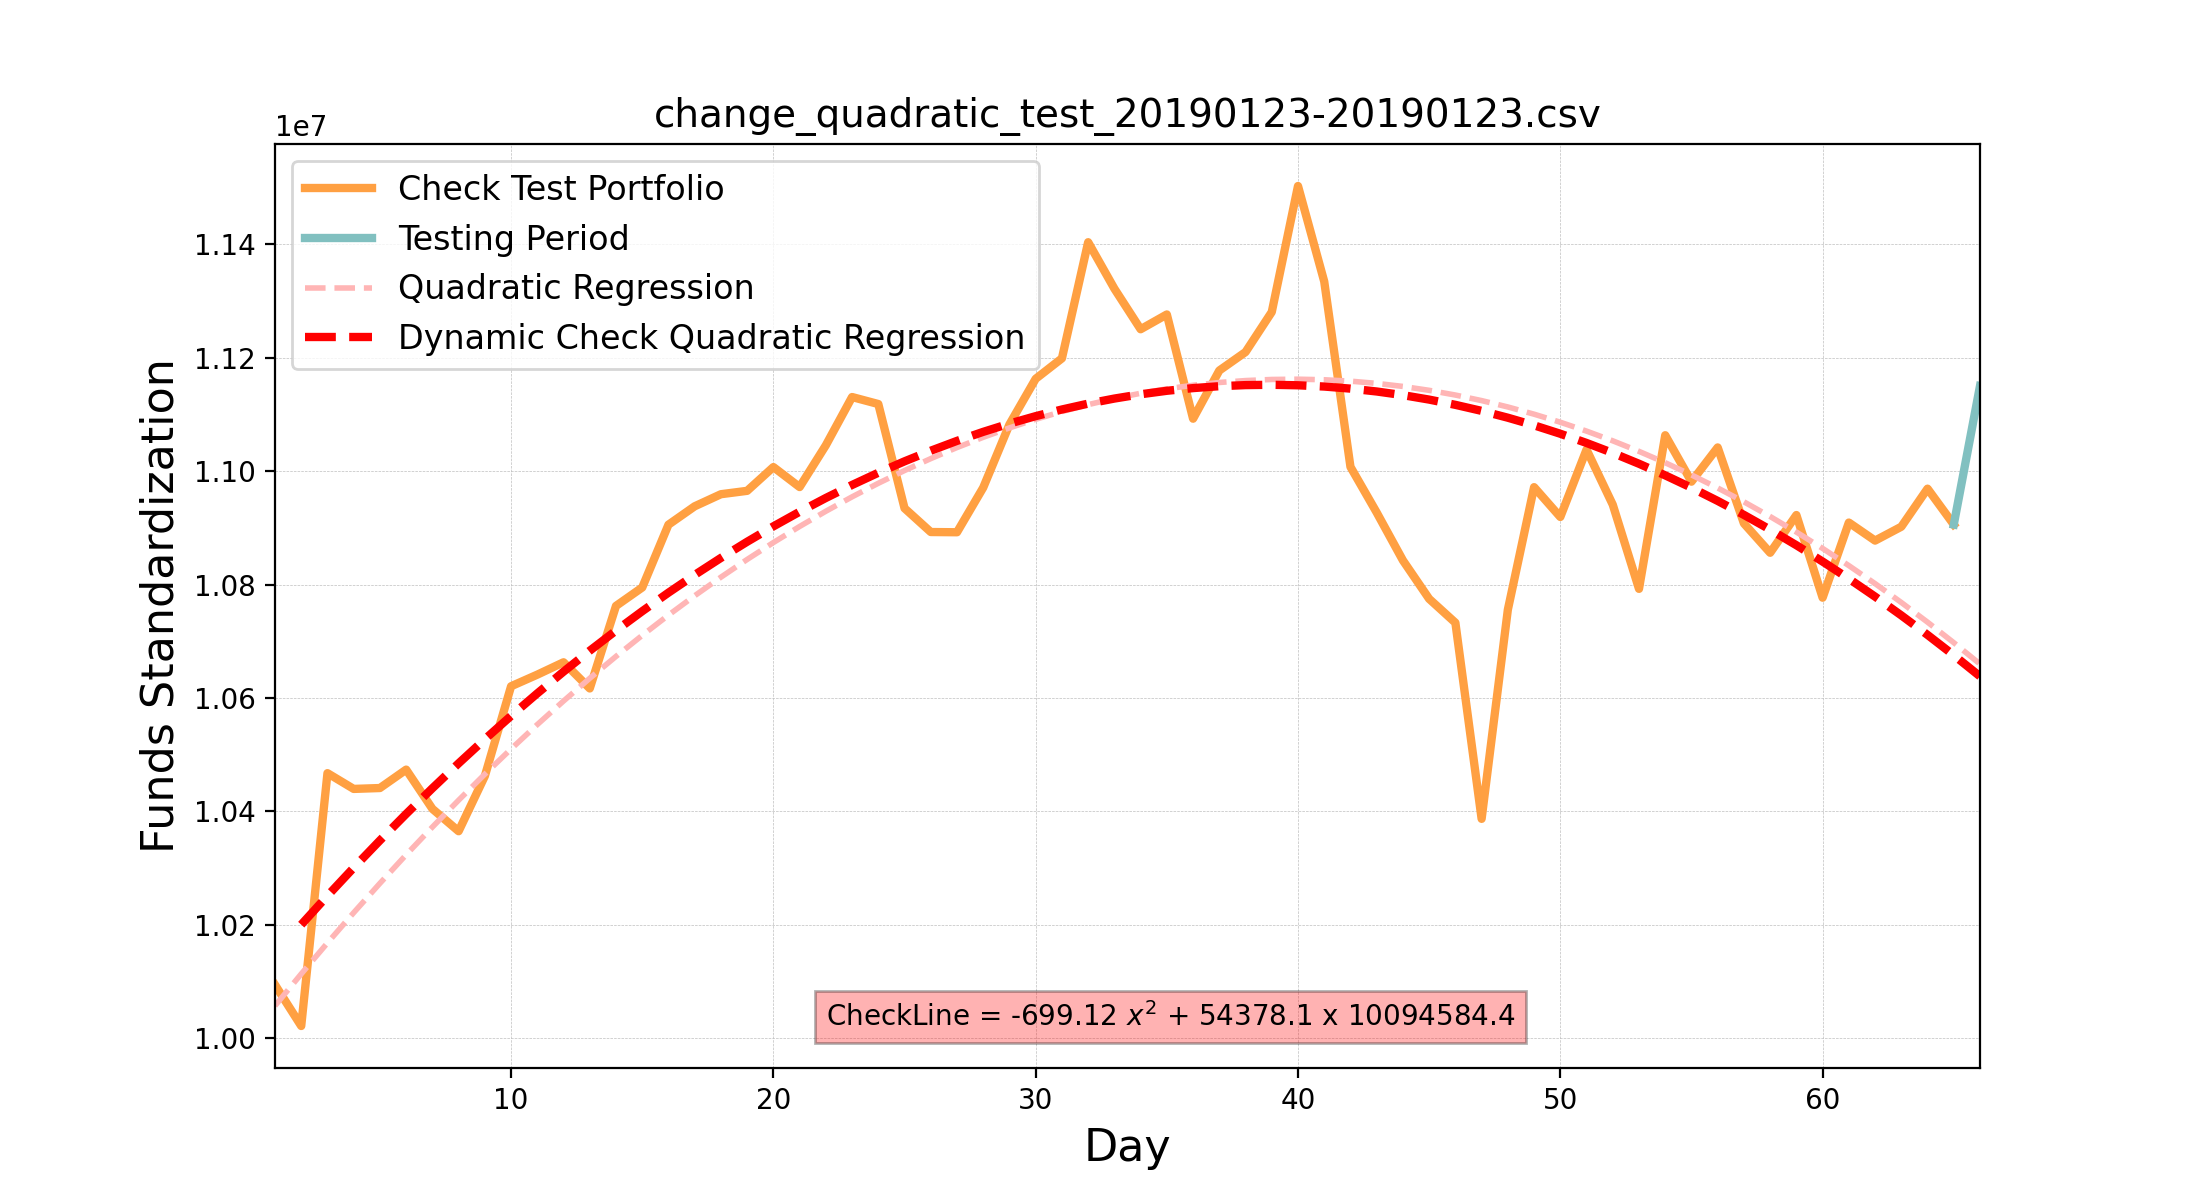 change_quadratic_test_20190123-20190123.csv
1e7
Check Test Portfolio
Testing Period
Quadratic Regression
Dynamic Check Quadratic Regression
1.14
1.12
1.10
1.08
1.06
1.04
1.02
1.00
Funds Standardization
CheckLine = -699.12 x² + 54378.1 x 10094584.4
10 20 30 40 50 60
Day